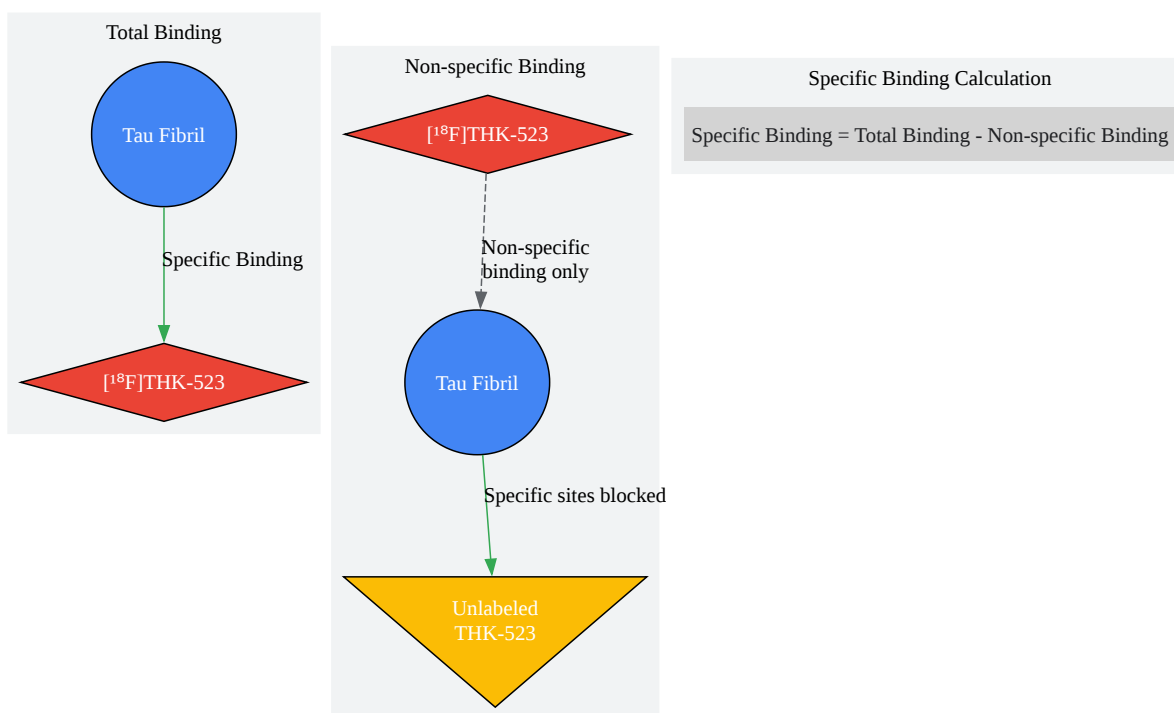 Total Binding
Tau Fibril
Specific Binding
[¹⁸F]THK-523
Non-specific Binding
[¹⁸F]THK-523
Non-specific
binding only
Tau Fibril
Specific sites blocked
Unlabeled
THK-523
Specific Binding Calculation
Specific Binding = Total Binding - Non-specific Binding